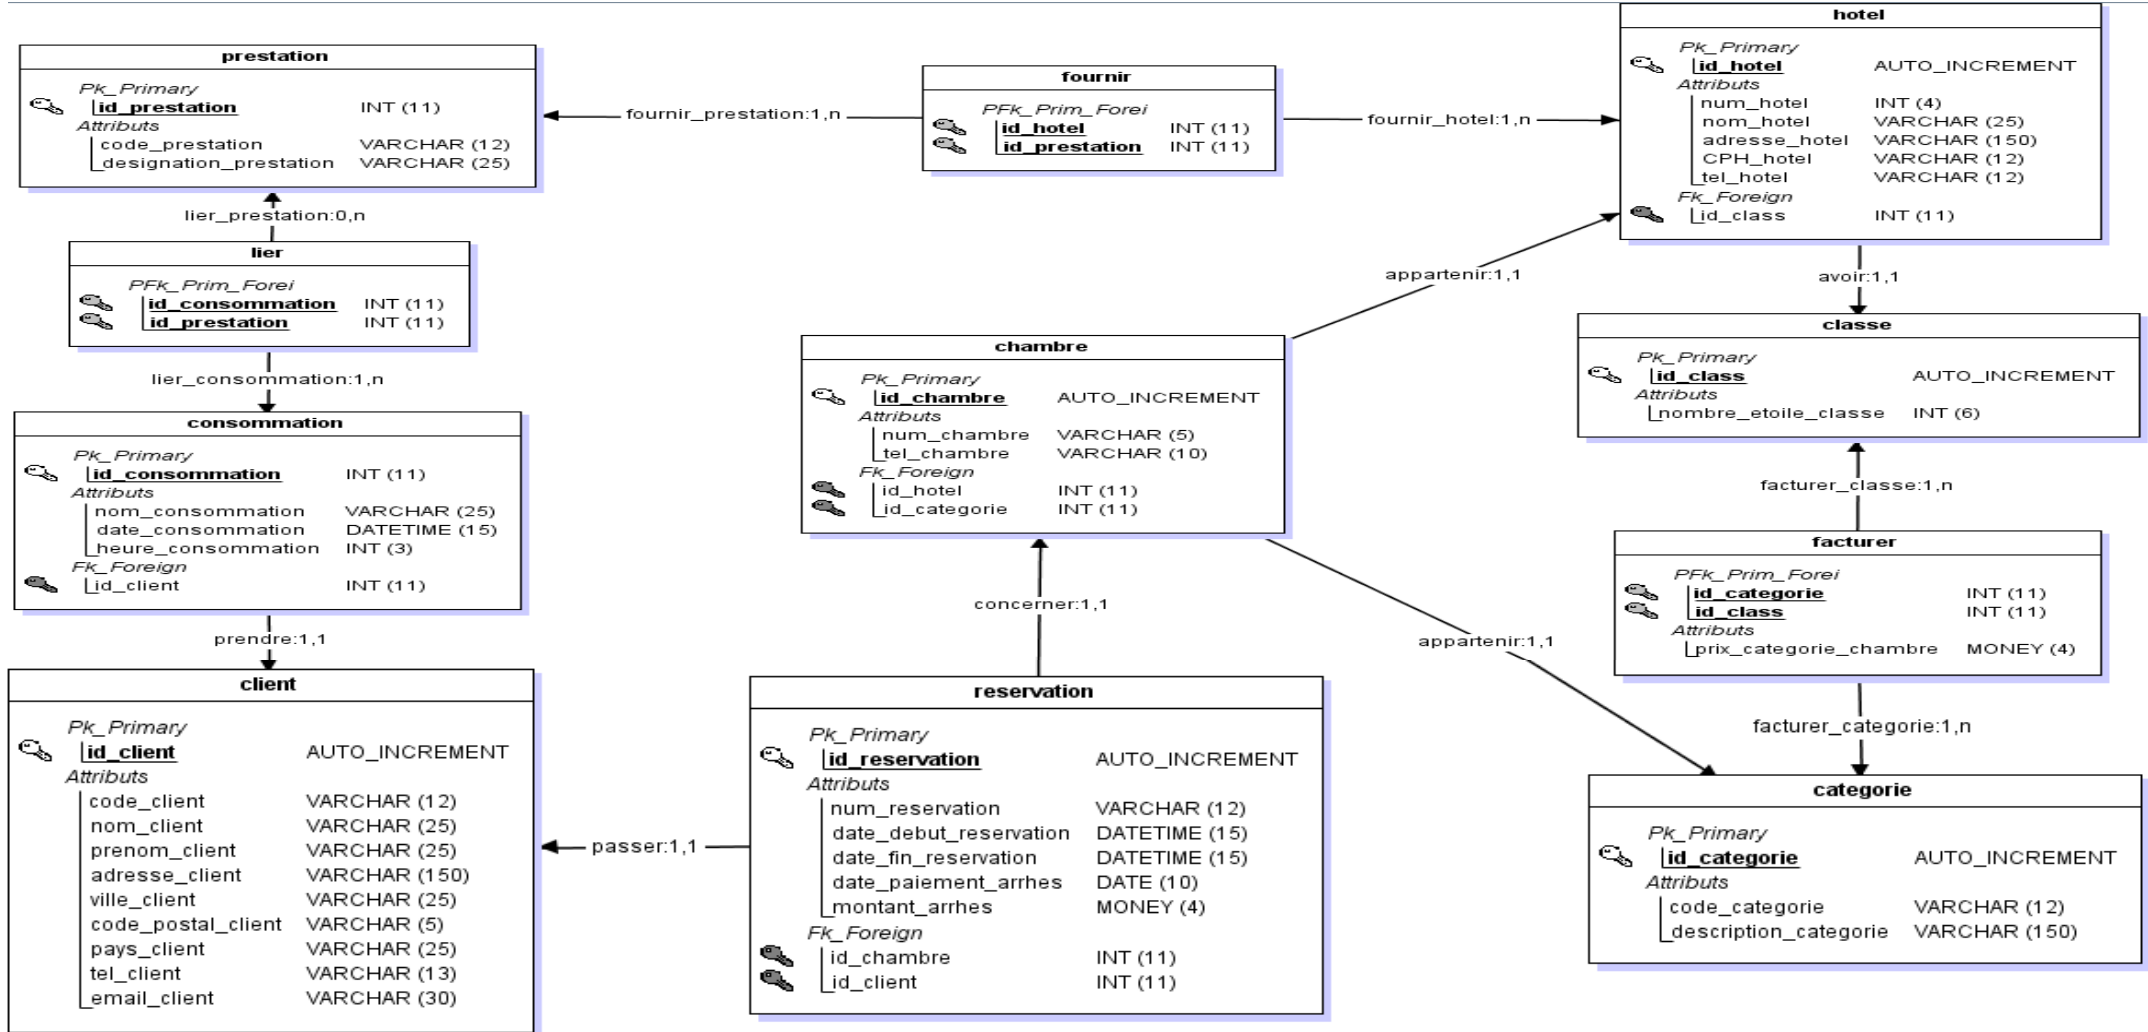 prestation
Pk_Primary
id_prestation INT (11)
Attributs
code_prestation VARCHAR (12)
designation_prestation VARCHAR (25)
fournir_prestation:1,n
fournir
PFk_Prim_Forei
id_hotel INT (11)
id_prestation INT (11)
fournir_hotel:1,n
hotel
Pk_Primary
id_hotel AUTO_INCREMENT
Attributs
num_hotel INT (4)
nom_hotel VARCHAR (25)
adresse_hotel VARCHAR (150)
CPH_hotel VARCHAR (12)
tel_hotel VARCHAR (12)
Fk_Foreign
id_class INT (11)
lier_prestation:0,n
lier
PFk_Prim_Forei
id_consommation INT (11)
id_prestation INT (11)
lier_consommation:1,n
appartenir:1,1
avoir:1,1
classe
Pk_Primary
id_class AUTO_INCREMENT
Attributs
nombre_etoile_classe INT (6)
chambre
Pk_Primary
id_chambre AUTO_INCREMENT
Attributs
num_chambre VARCHAR (5)
tel_chambre VARCHAR (10)
Fk_Foreign
id_hotel INT (11)
id_categorie INT (11)
consommation
Pk_Primary
id_consommation INT (11)
Attributs
nom_consommation VARCHAR (25)
date_consommation DATETIME (15)
heure_consommation INT (3)
Fk_Foreign
id_client INT (11)
facturer_classe:1,n
facturer
PFk_Prim_Forei
id_categorie INT (11)
id_class INT (11)
Attributs
prix_categorie_chambre MONEY (4)
prendre:1,1
concerner:1,1
appartenir:1,1
facturer_categorie:1,n
client
Pk_Primary
id_client AUTO_INCREMENT
Attributs
code_client VARCHAR (12)
nom_client VARCHAR (25)
prenom_client VARCHAR (25)
adresse_client VARCHAR (150)
ville_client VARCHAR (25)
code_postal_client VARCHAR (5)
pays_client VARCHAR (25)
tel_client VARCHAR (13)
email_client VARCHAR (30)
passer:1,1
reservation
Pk_Primary
id_reservation AUTO_INCREMENT
Attributs
num_reservation VARCHAR (12)
date_debut_reservation DATETIME (15)
date_fin_reservation DATETIME (15)
date_paiement_arrhes DATE (10)
montant_arrhes MONEY (4)
Fk_Foreign
id_chambre INT (11)
id_client INT (11)
categorie
Pk_Primary
id_categorie AUTO_INCREMENT
Attributs
code_categorie VARCHAR (12)
description_categorie VARCHAR (150)